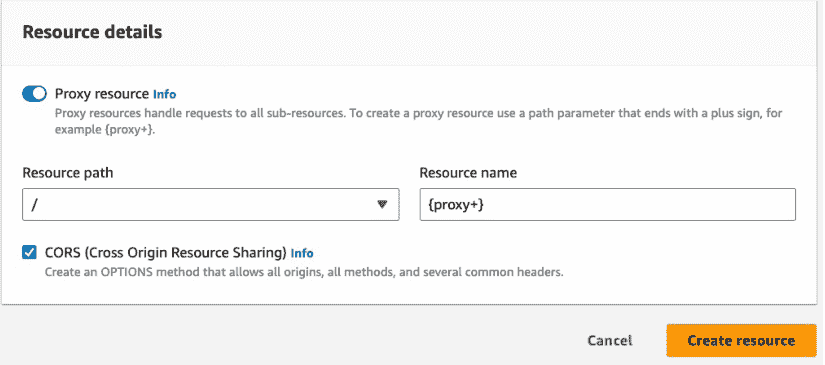 Resource details
Proxy resource Info
Proxy resources handle requests to all sub-resources. To create a proxy resource use a path parameter that ends with a plus sign, for
example {proxy+}.
Resource path
Resource name
/
{proxy+}
CORS (Cross Origin Resource Sharing) Info
Create an OPTIONS method that allows all origins, all methods, and several common headers.
Cancel
Create resource